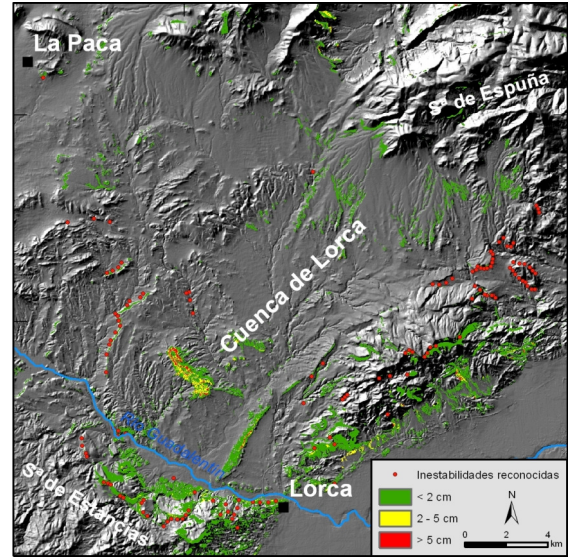 La Paca
Sª de Espuña
Cuenca de Lorca
Río Guadalentín
Lorca
Sª de Estancias
Inestabilidades reconocidas
< 2 cm
2 - 5 cm
> 5 cm
N
0 2 4
km